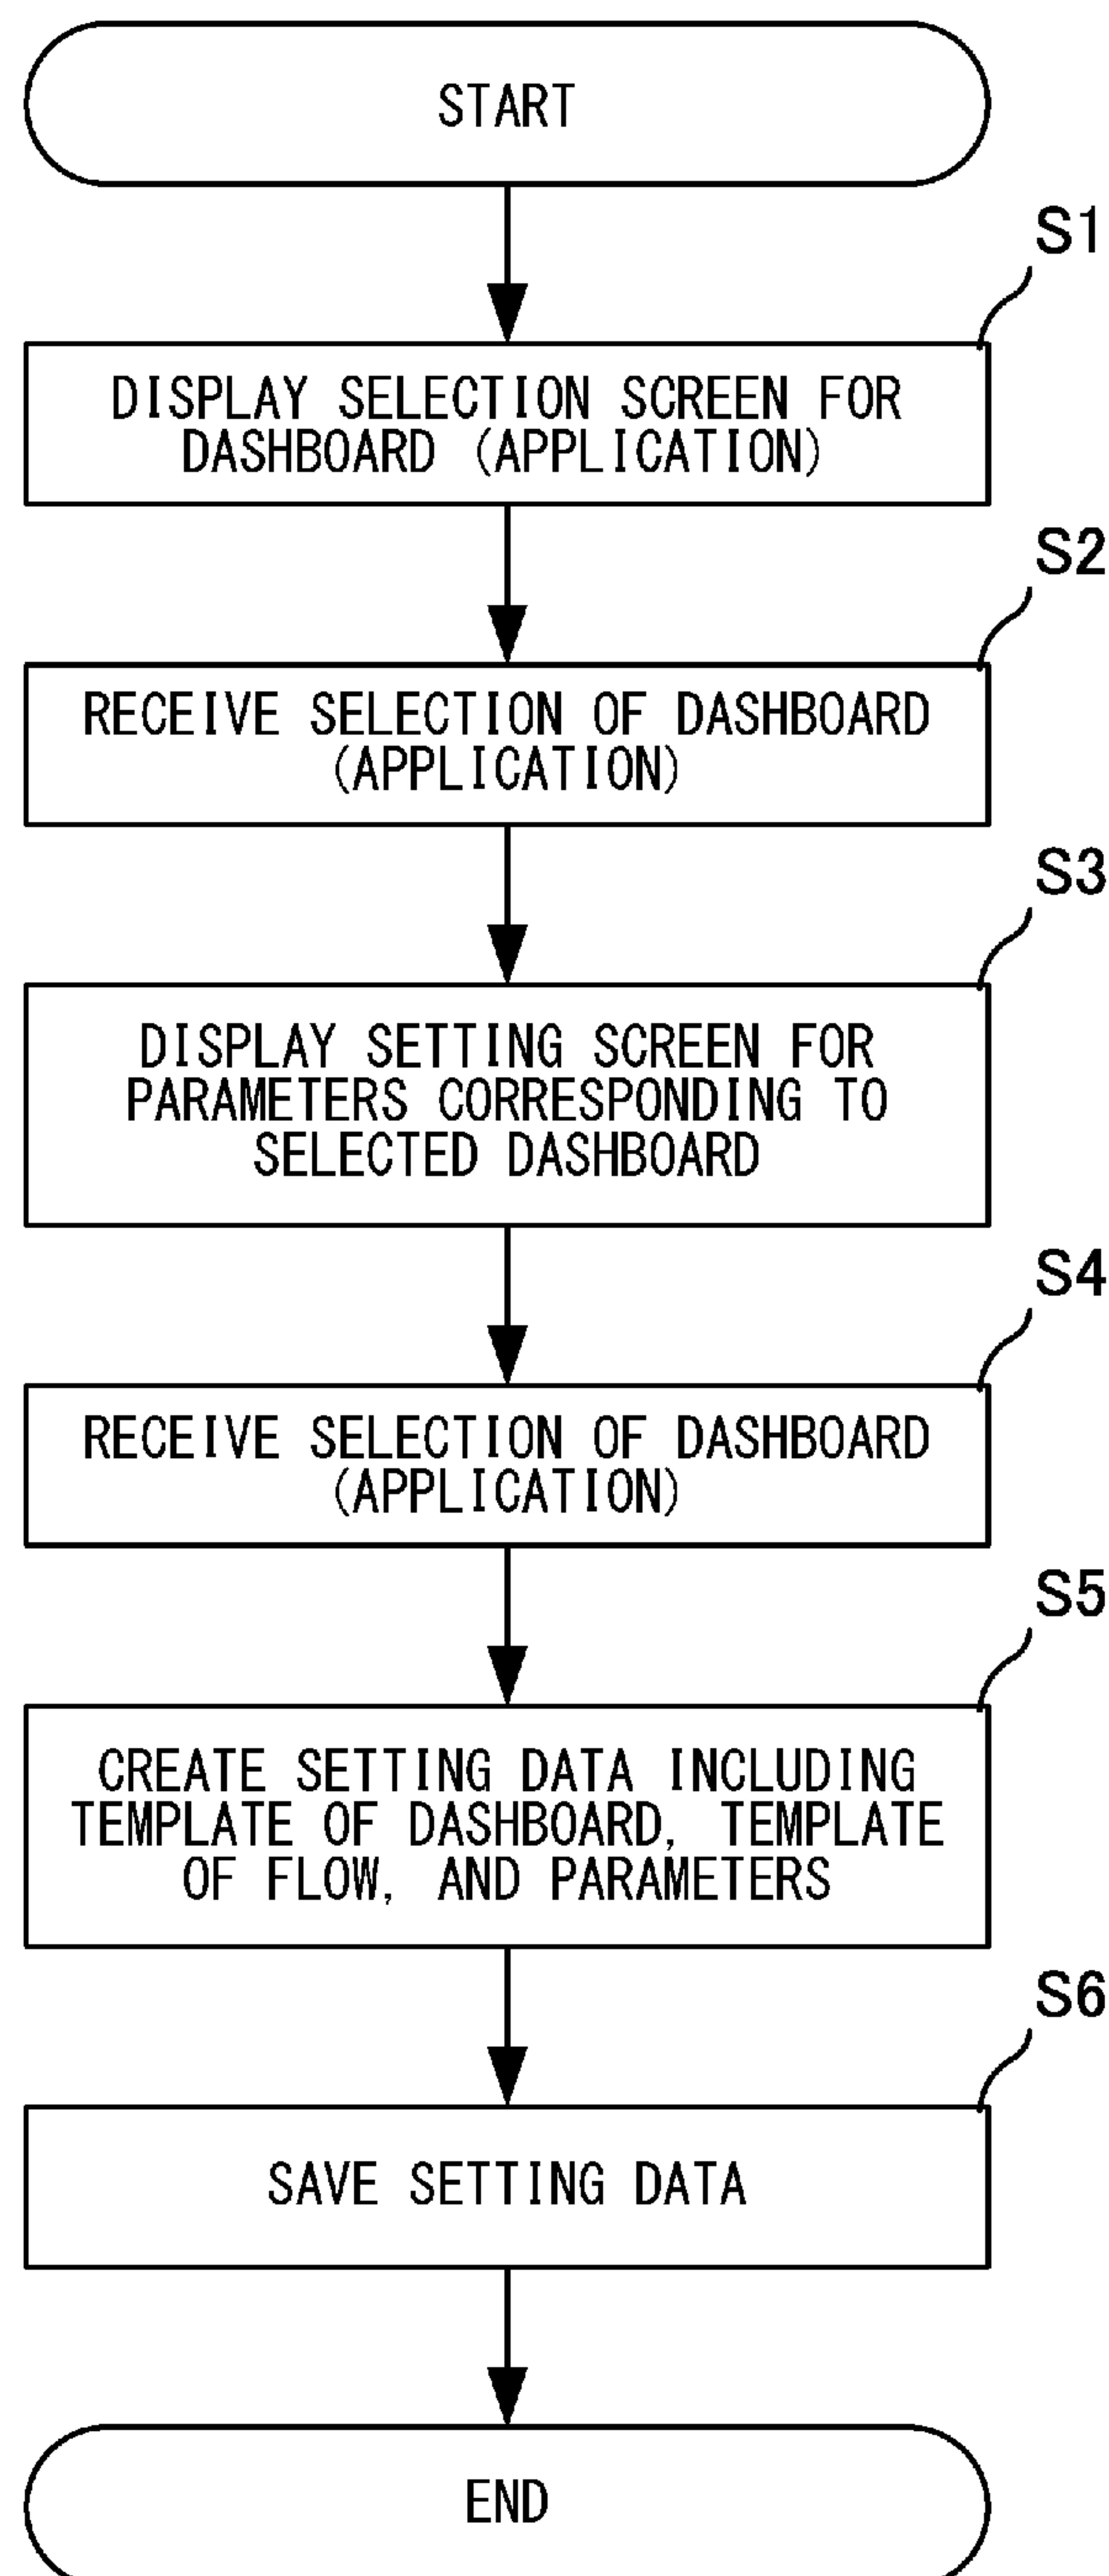 START
S1
DISPLAY SELECTION SCREEN FOR
DASHBOARD (APPLICATION)
S2
RECEIVE SELECTION OF DASHBOARD
(APPLICATION)
S3
DISPLAY SETTING SCREEN FOR
PARAMETERS CORRESPONDING TO
SELECTED DASHBOARD
S4
RECEIVE SELECTION OF DASHBOARD
(APPLICATION)
S5
CREATE SETTING DATA INCLUDING
TEMPLATE OF DASHBOARD, TEMPLATE
OF FLOW, AND PARAMETERS
S6
SAVE SETTING DATA
END